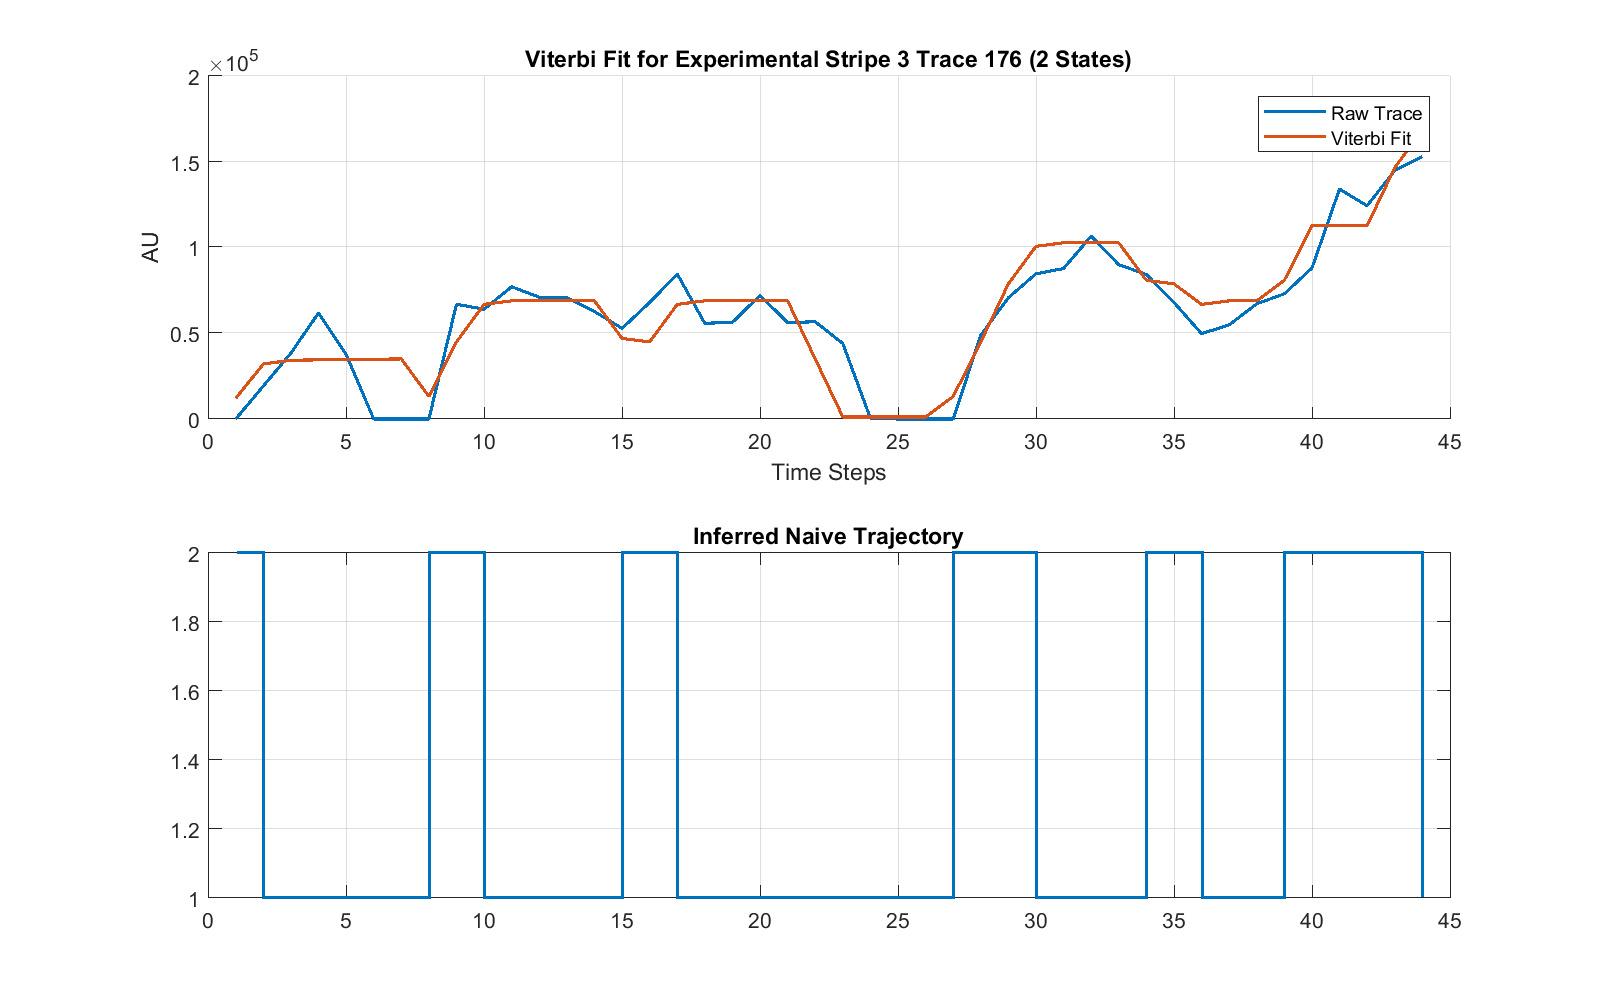 Viterbi Fit for Experimental Stripe 3 Trace 176 (2 States)
×10^5
2
1.5
1
0.5
0
AU
Raw Trace
Viterbi Fit
0 5 10 15 20 25 30 35 40 45
Time Steps
Inferred Naive Trajectory
2
1.8
1.6
1.4
1.2
1
0 5 10 15 20 25 30 35 40 45